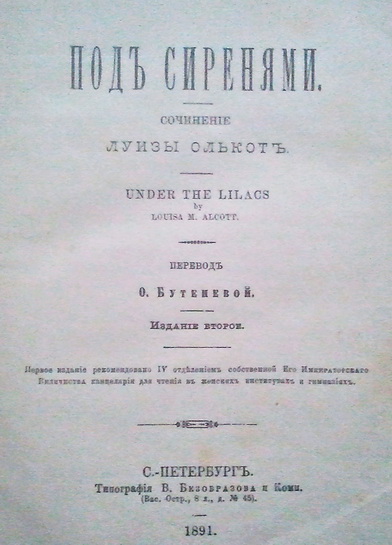 ПОДЪ СИРЕНЯМИ.
СОЧИНЕНІЕ
ЛУИЗЫ ОЛЬКОТЪ.
UNDER THE LILACS
by
LOUISA M. ALCOTT.
ПЕРЕВОДЪ
О. БУТЕНЕВОЙ.
ИЗДАНІЕ ВТОРОЕ.
Первое изданіе рекомендовано IV отдѣленіемъ собственной Его Императорскаго
Величества канцеляріи для чтенія въ женскихъ институтахъ и гимназіяхъ.
С.-ПЕТЕРБУРГЪ.
Типографія В. Безобразова и Комп.
(Вас. Остр., 8 л., д. № 45).
1891.